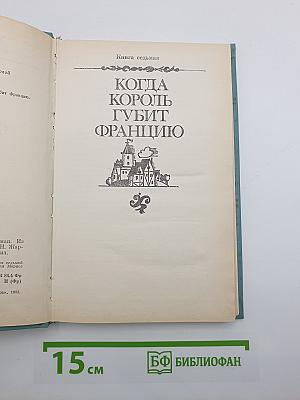 Книга седьмая
КОГДА
КОРОЛЬ
ГУБИТ
ФРАНЦИЮ
15 см
БФ БИБЛИОФАН